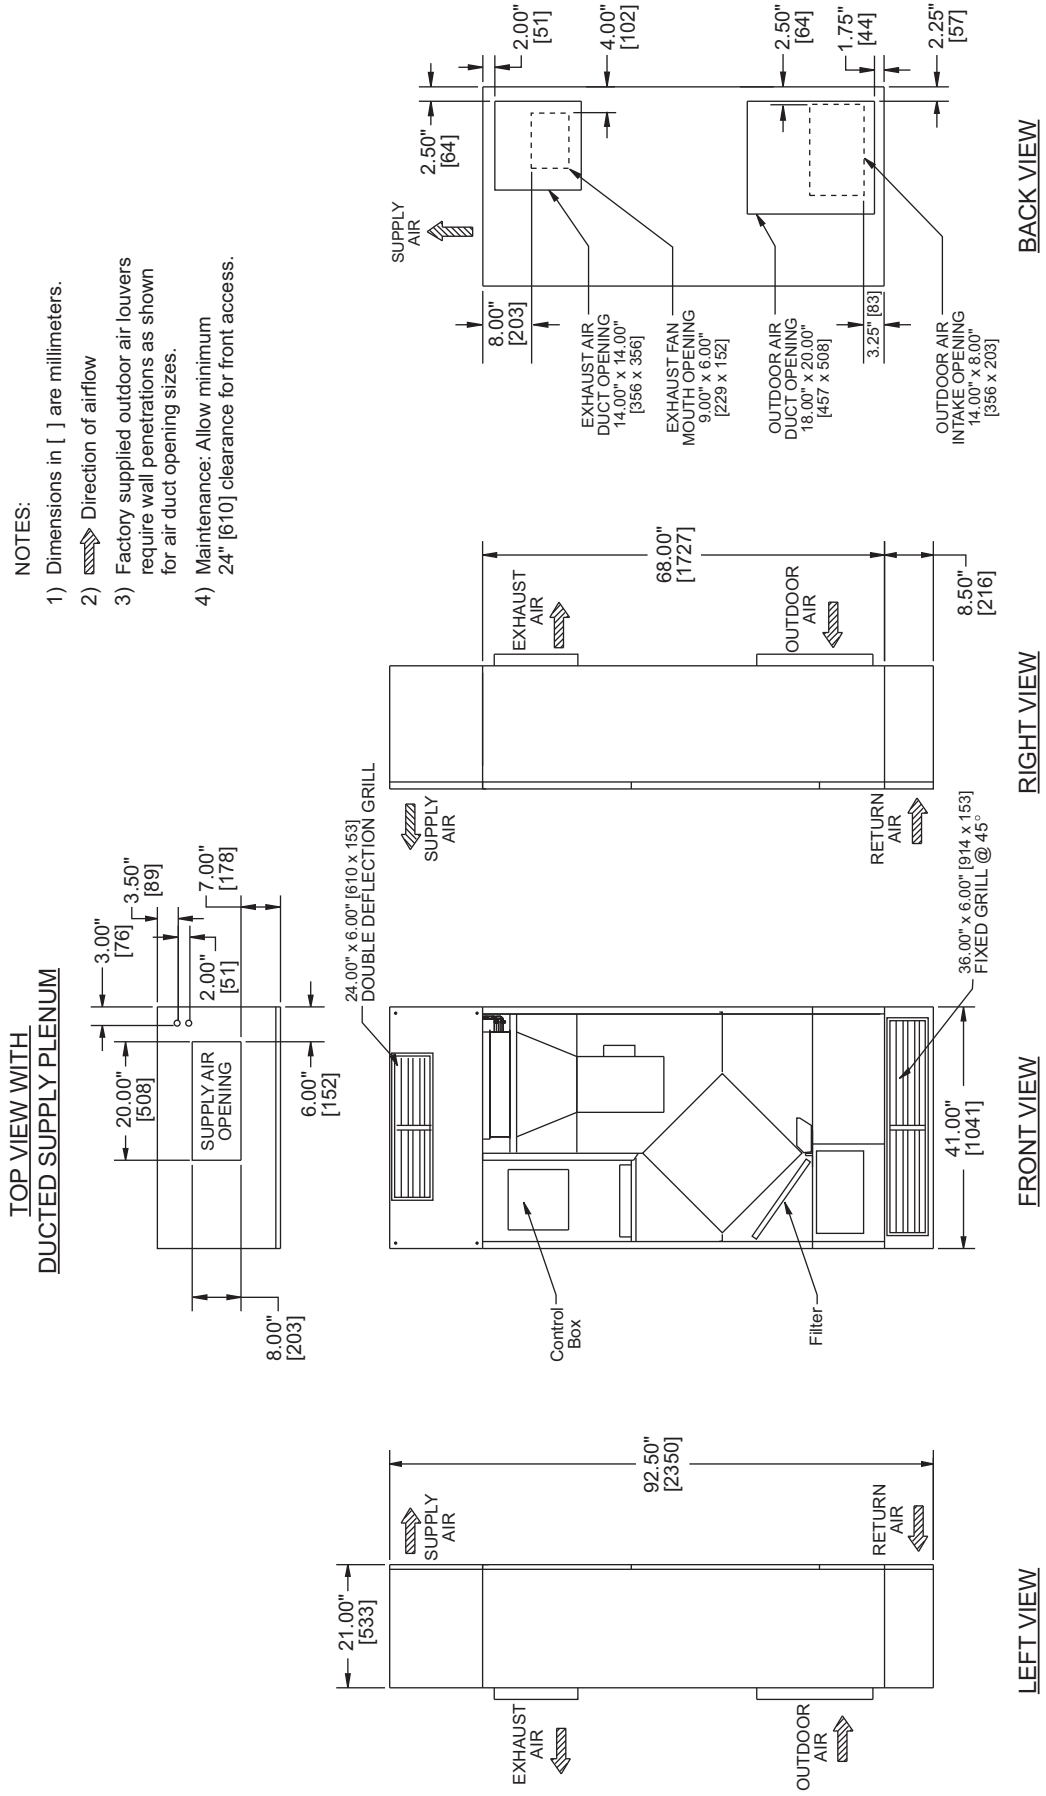 TOP VIEW WITH
DUCTED SUPPLY PLENUM
20.00"
[508]
3.00"
[76]
3.50"
[89]
2.00"
[51]
7.00"
[178]
SUPPLY AIR
OPENING
8.00"
[203]
6.00"
[152]
NOTES:
1) Dimensions in [ ] are millimeters.
2) Direction of airflow
3) Factory supplied outdoor air louvers
require wall penetrations as shown
for air duct opening sizes.
4) Maintenance: Allow minimum
24" [610] clearance for front access.
21.00"
[533]
SUPPLY
AIR
EXHAUST
AIR
92.50"
[2350]
OUTDOOR
AIR
RETURN
AIR
LEFT VIEW
24.00" x 6.00" [610 x 153]
DOUBLE DEFLECTION GRILL
Control
Box
Filter
36.00" x 6.00" [914 x 153]
FIXED GRILL @ 45°
41.00"
[1041]
FRONT VIEW
SUPPLY
AIR
EXHAUST
AIR
68.00"
[1727]
OUTDOOR
AIR
RETURN
AIR
8.50"
[216]
RIGHT VIEW
SUPPLY
AIR
2.50"
[64]
2.00"
[51]
8.00"
[203]
4.00"
[102]
EXHAUST AIR
DUCT OPENING
14.00" x 14.00"
[356 x 356]
EXHAUST FAN
MOUTH OPENING
9.00" x 6.00"
[229 x 152]
OUTDOOR AIR
DUCT OPENING
18.00" x 20.00"
[457 x 508]
2.50"
[64]
1.75"
[44]
3.25" [83]
2.25"
[57]
OUTDOOR AIR
INTAKE OPENING
14.00" x 8.00"
[356 x 203]
BACK VIEW